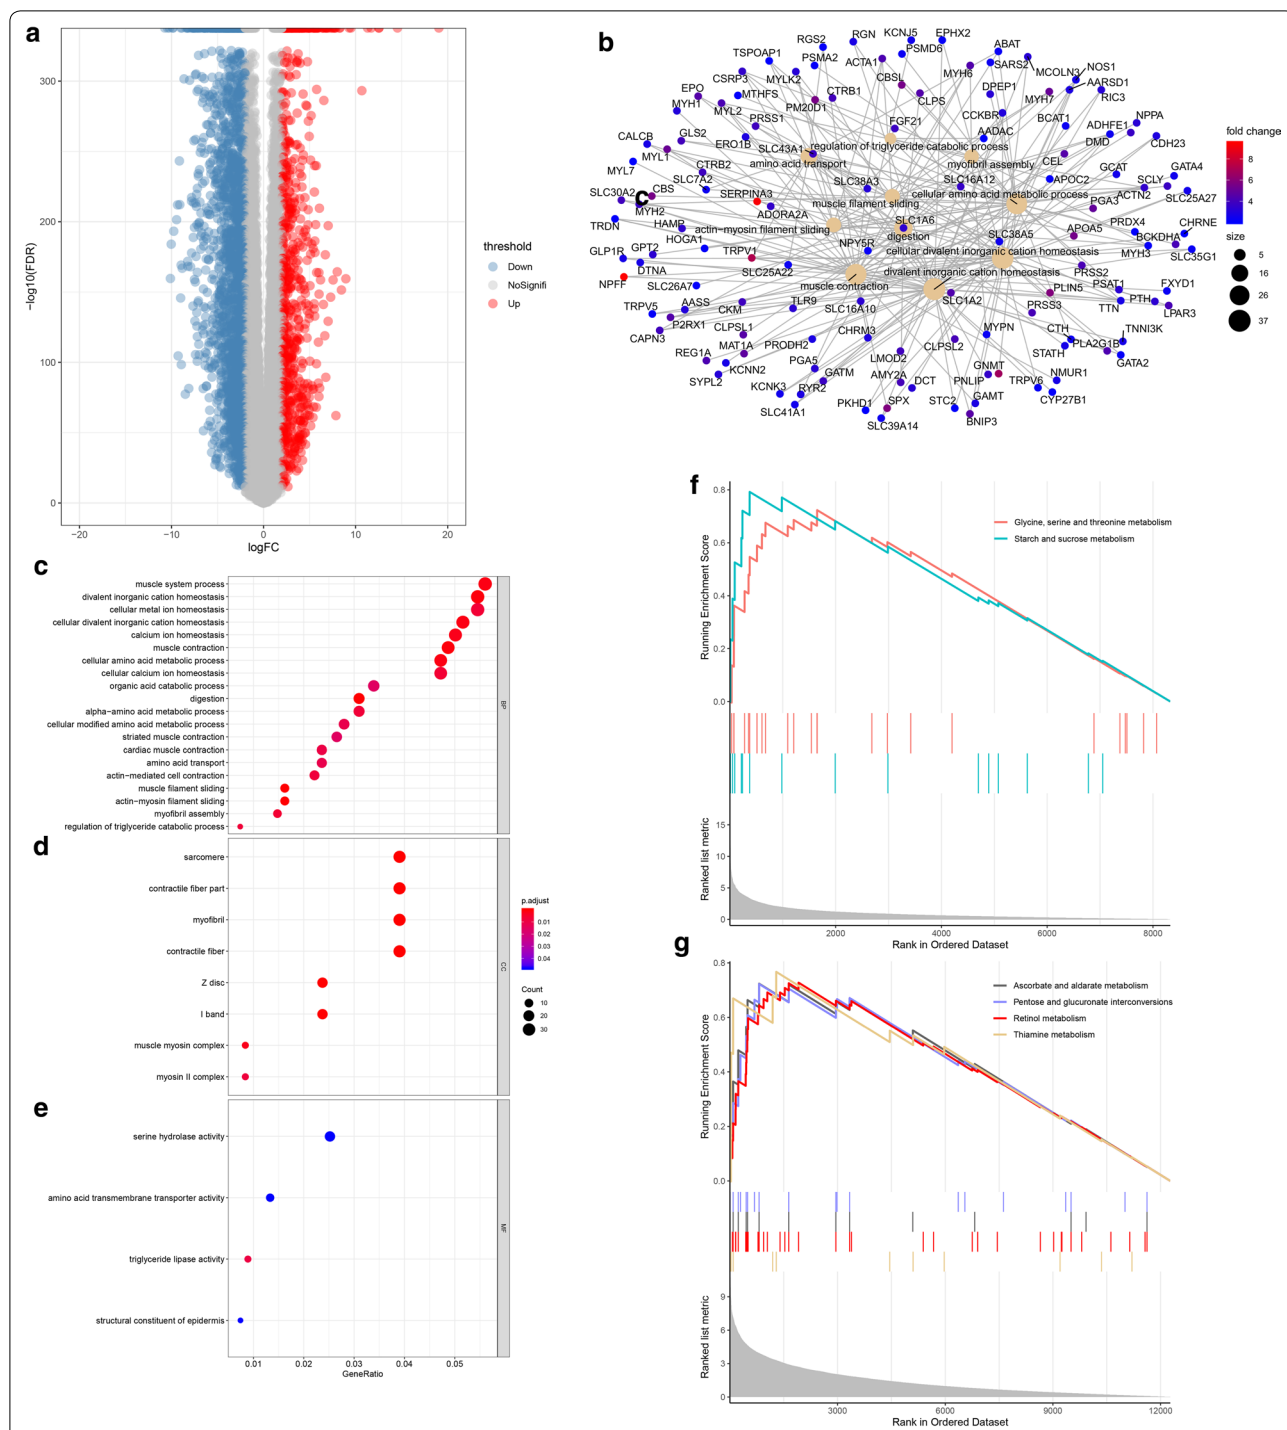 a
300
200
100
0
−log10(FDR)
−20
−10
0
10
20
logFC
threshold
Down
NoSignifi
Up
b
RGS2
RGN
KCNJ5
EPHX2
TSPOAP1
PSMA2
ACTA1
PSMD6
ABAT
SARS2
CSRP3
MYLK2
CBSL
MYH6
MCOLN3
NOS1
AARSD1
EPO
MTHFS
CTRB1
CLPS
DPEP1
MYH7
RIC3
MYH1
MYL2
PM20D1
PRSS1
FGF21
CCKBR
BCAT1
ADHFE1
NPPA
CALCB
GLS2
ERO1B
SLC43A1
regulation of triglyceride catabolic process
AADAC
DMD
CDH23
MYL1
CTRB2
amino acid transport
myofibril assembly
CEL
MYL7
SLC7A2
SLC38A3
SLC16A12
APOC2
GCAT
SCLY
GATA4
SLC30A2
CBS
SERPINA3
cellular amino acid metabolic process
ACTN2
SLC25A27
c
MYH2
ADORA2A
muscle filament sliding
PGA3
TRDN
HAMP
actin−myosin filament sliding
SLC1A6
digestion
SLC38A5
APOA5
PRDX4
CHRNE
HOGA1
NPY5R
BCKDHA
GLP1R
GPT2
TRPV1
cellular divalent inorganic cation homeostasis
MYH3
SLC35G1
DTNA
SLC25A22
divalent inorganic cation homeostasis
PRSS2
NPFF
SLC26A7
muscle contraction
PLIN5
PSAT1
FXYD1
TRPV5
AASS
CKM
TLR9
SLC16A10
SLC1A2
PRSS3
TTN
PTH
LPAR3
P2RX1
CAPN3
CLPSL1
MAT1A
PRODH2
CHRM3
MYPN
CTH
TNNI3K
REG1A
KCNN2
PGA5
LMOD2
CLPSL2
STATH
PLA2G1B
GATA2
SYPL2
KCNK3
RYR2
GATM
AMY2A
DCT
GNMT
PNLIP
TRPV6
NMUR1
CYP27B1
SLC41A1
PKHD1
SPX
STC2
GAMT
SLC39A14
BNIP3
fold change
8
6
4
size
5
16
26
37
c
muscle system process
divalent inorganic cation homeostasis
cellular metal ion homeostasis
cellular divalent inorganic cation homeostasis
calcium ion homeostasis
muscle contraction
cellular amino acid metabolic process
cellular calcium ion homeostasis
organic acid catabolic process
digestion
alpha−amino acid metabolic process
cellular modified amino acid metabolic process
striated muscle contraction
cardiac muscle contraction
amino acid transport
actin−mediated cell contraction
muscle filament sliding
actin−myosin filament sliding
myofibril assembly
regulation of triglyceride catabolic process
BP
d
sarcomere
contractile fiber part
myofibril
contractile fiber
Z disc
I band
muscle myosin complex
myosin II complex
CC
e
serine hydrolase activity
amino acid transmembrane transporter activity
triglyceride lipase activity
structural constituent of epidermis
MF
0.01
0.02
0.03
0.04
0.05
GeneRatio
p.adjust
0.01
0.02
0.03
0.04
Count
10
20
30
f
0.8
0.6
0.4
0.2
0.0
Running Enrichment Score
Glycine, serine and threonine metabolism
Starch and sucrose metabolism
15
10
5
0
Ranked list metric
2000
4000
6000
8000
Rank in Ordered Dataset
g
0.8
0.6
0.4
0.2
0.0
Running Enrichment Score
Ascorbate and aldarate metabolism
Pentose and glucuronate interconversions
Retinol metabolism
Thiamine metabolism
9
6
3
0
Ranked list metric
3000
6000
9000
12000
Rank in Ordered Dataset